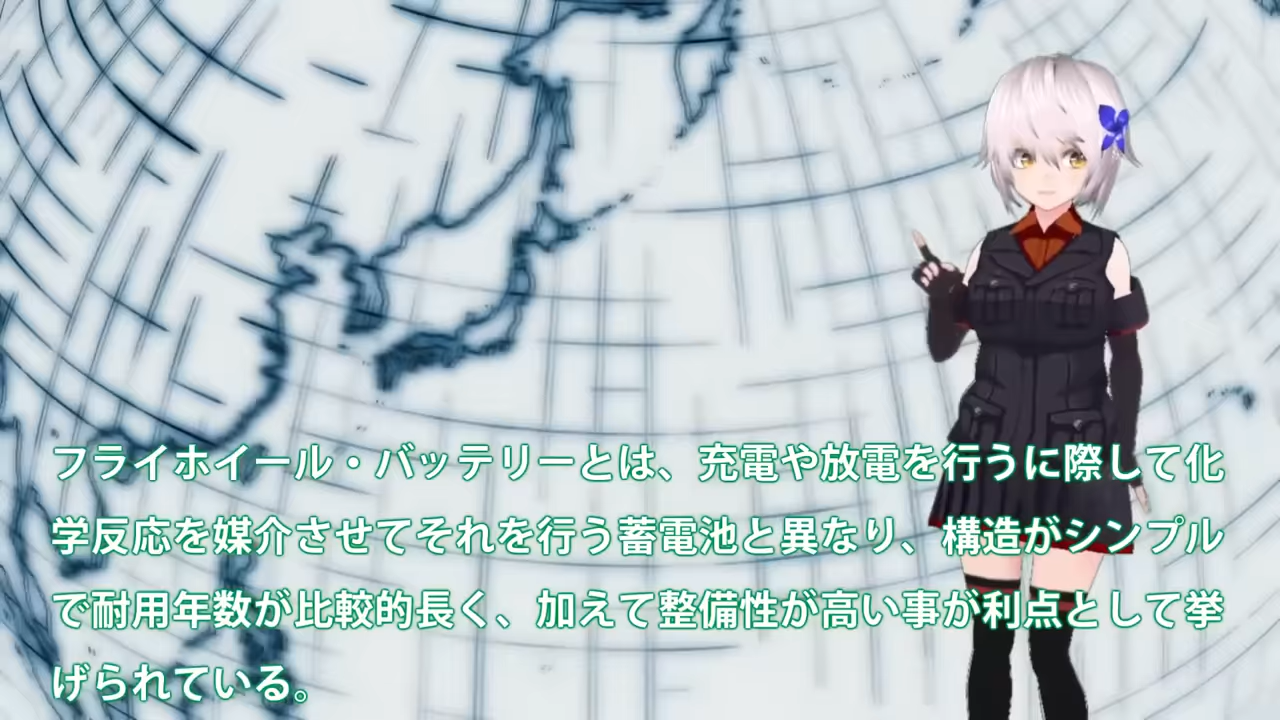 フライホイール・バッテリーとは、充電や放電を行うに際して化
学反応を媒介させてそれを行う蓄電池と異なり、構造がシンプル
で耐用年数が比較的長く、加えて整備性が高い事が利点として挙
げられている。